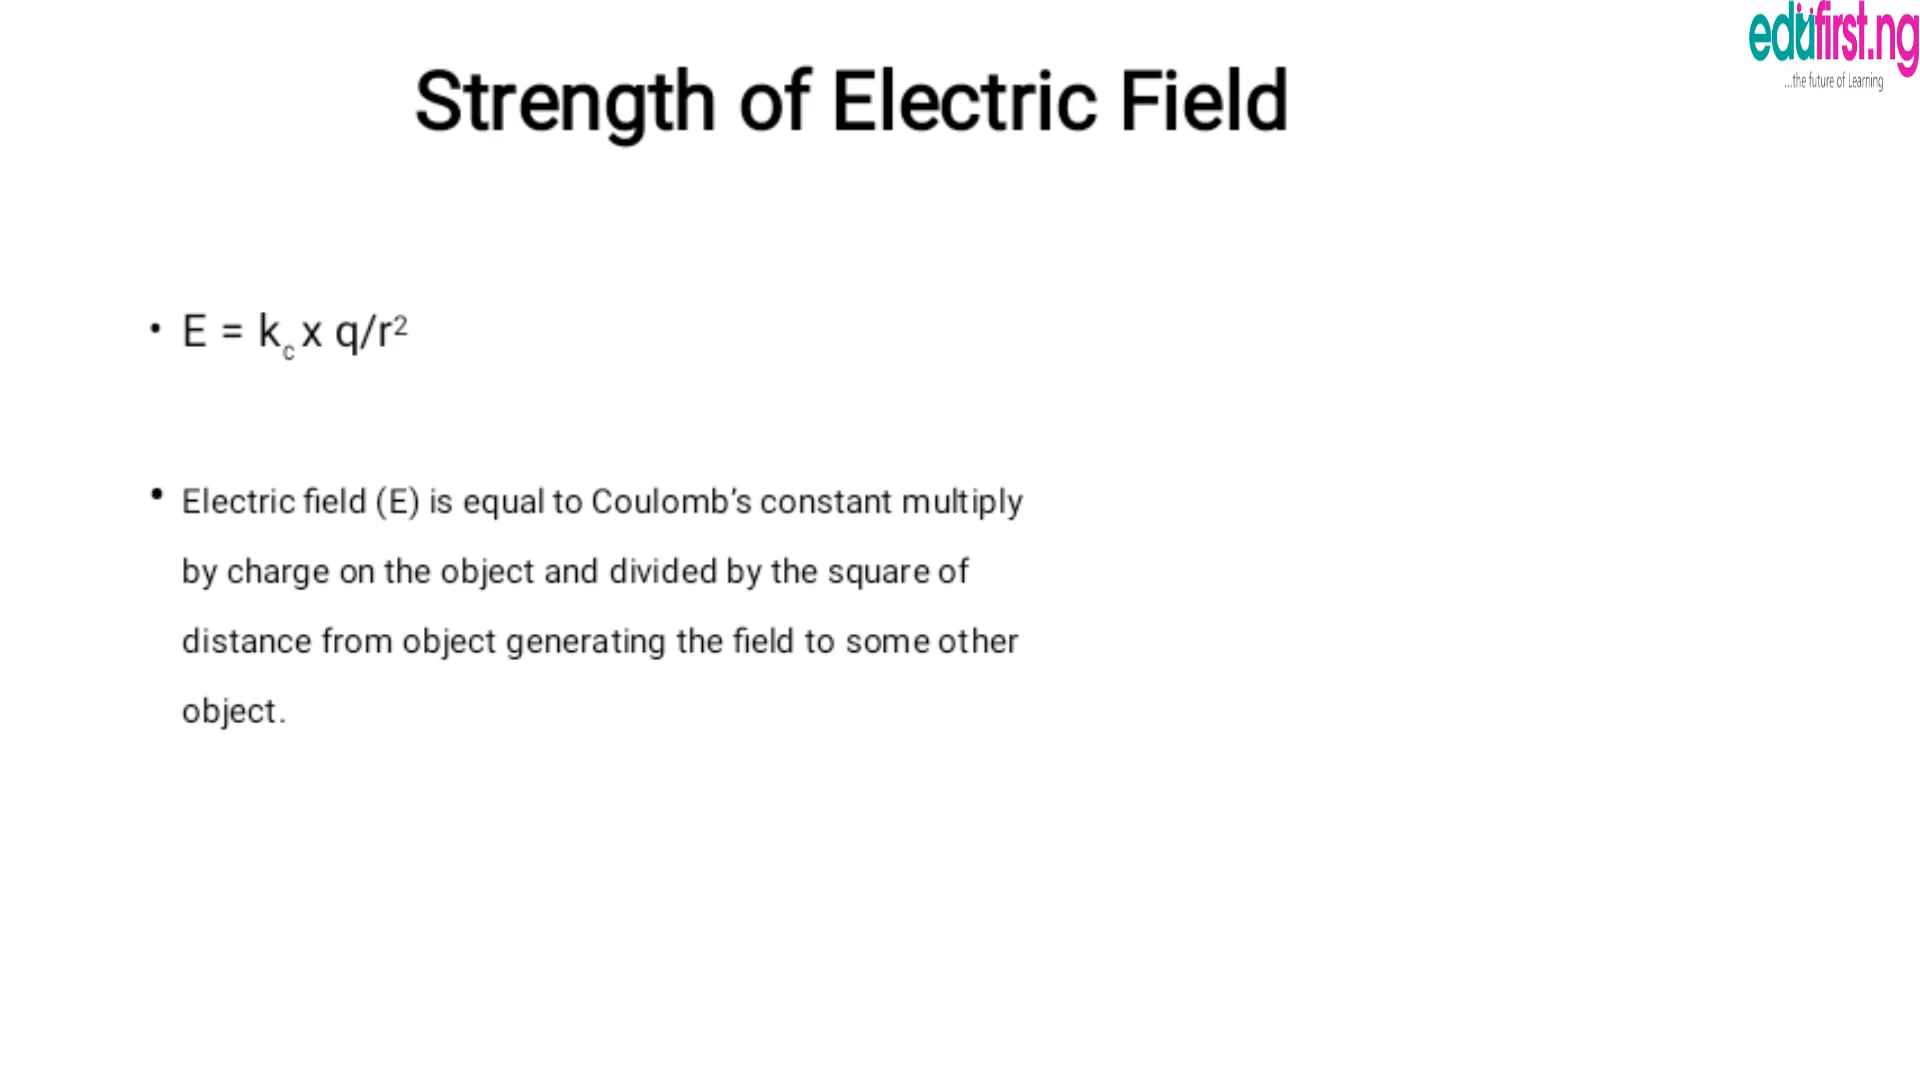 edufirst.ng
...the future of Learning
Strength of Electric Field
• E = k꜀ x q/r²
• Electric field (E) is equal to Coulomb’s constant multiply
by charge on the object and divided by the square of
distance from object generating the field to some other
object.